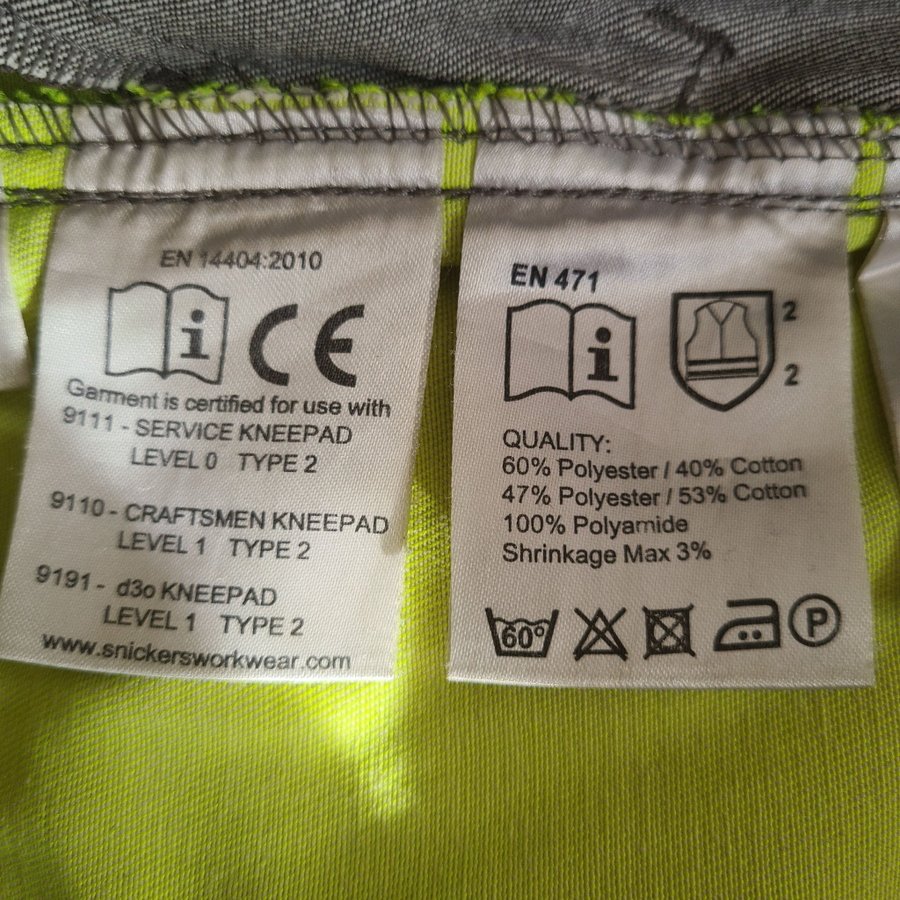 EN 14404:2010
i CE
Garment is certified for use with
9111 - SERVICE KNEEPAD
LEVEL 0 TYPE 2
9110 - CRAFTSMEN KNEEPAD
LEVEL 1 TYPE 2
9191 - d3o KNEEPAD
LEVEL 1 TYPE 2
www.snickersworkwear.com
EN 471
i 2
2
QUALITY:
60% Polyester / 40% Cotton
47% Polyester / 53% Cotton
100% Polyamide
Shrinkage Max 3%
60° P